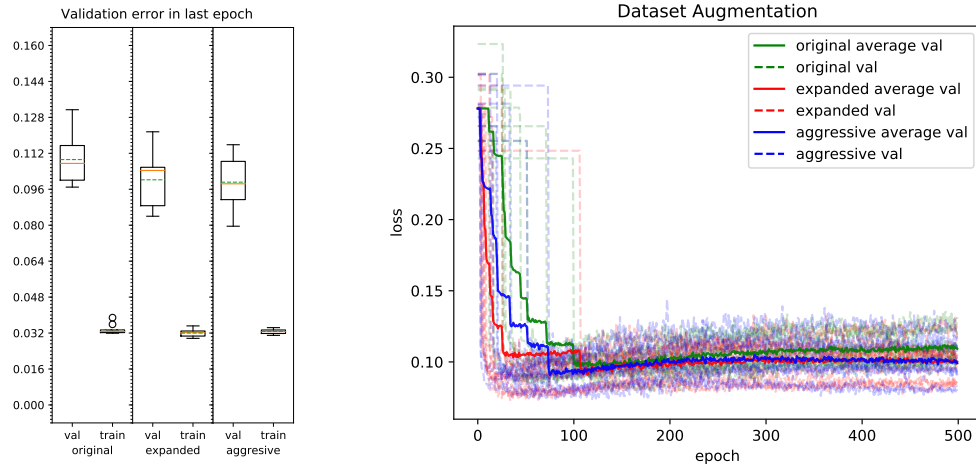 Validation error in last epoch
0.160
0.144
0.128
0.112
0.096
0.080
0.064
0.048
0.032
0.016
0.000
val train val train val train
original expanded aggresive
Dataset Augmentation
loss
0.30
0.25
0.20
0.15
0.10
0 100 200 300 400 500
epoch
original average val
original val
expanded average val
expanded val
aggressive average val
aggressive val